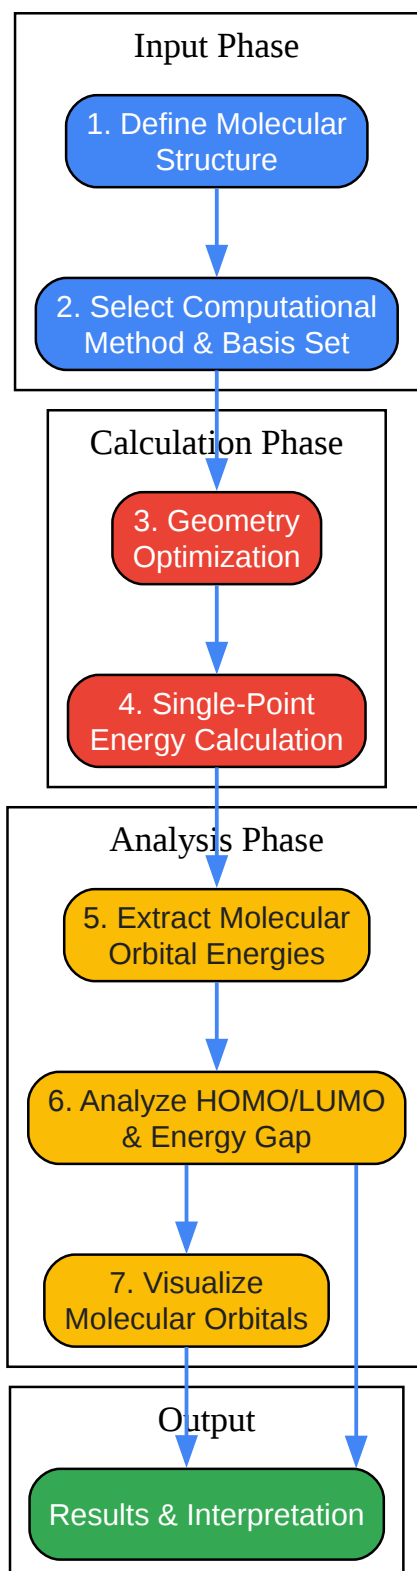 Input Phase
1. Define Molecular
Structure
2. Select Computational
Method & Basis Set
Calculation Phase
3. Geometry
Optimization
4. Single-Point
Energy Calculation
Analysis Phase
5. Extract Molecular
Orbital Energies
6. Analyze HOMO/LUMO
& Energy Gap
7. Visualize
Molecular Orbitals
Output
Results & Interpretation